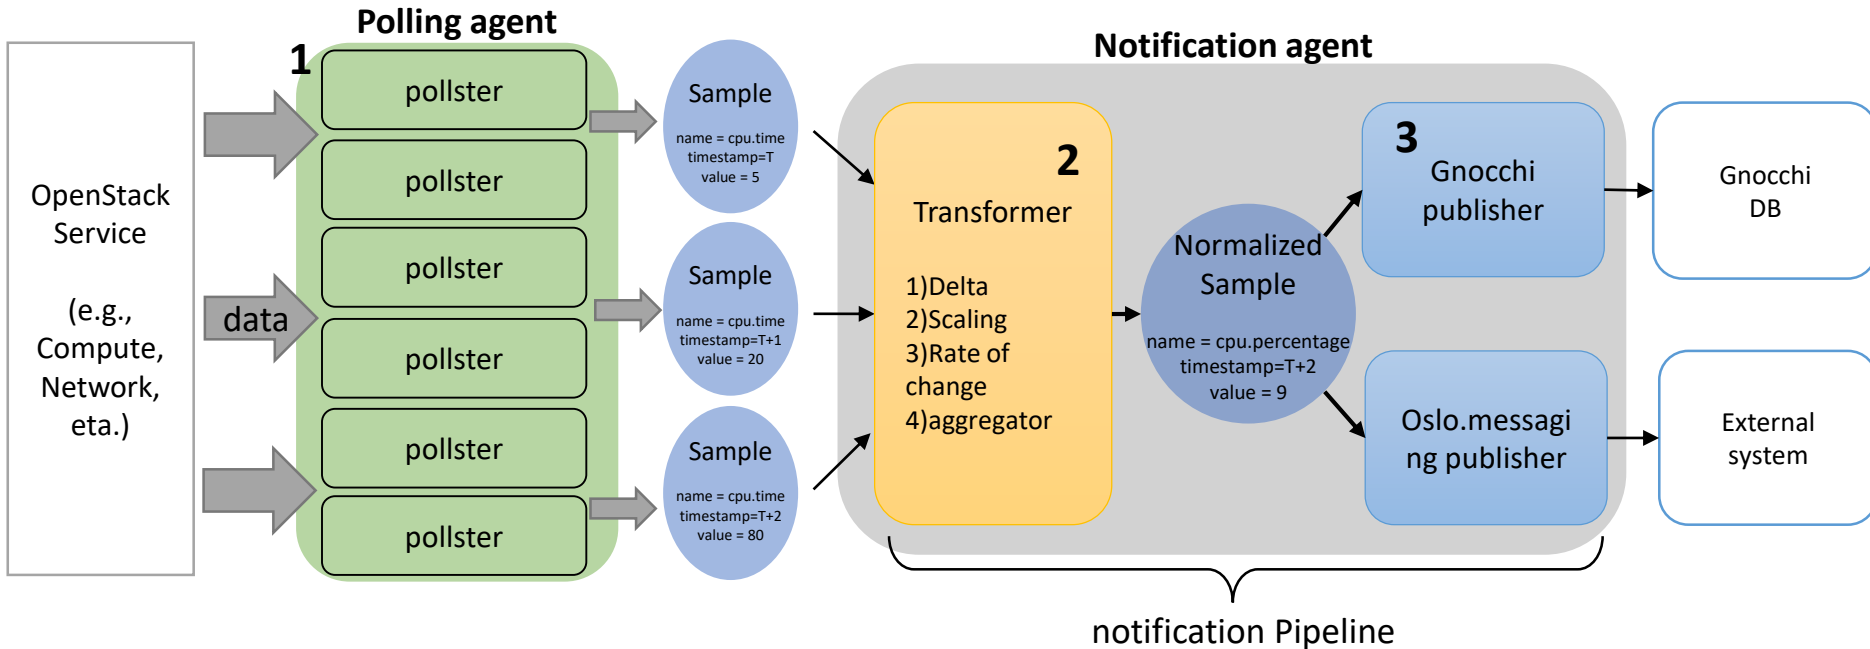 Polling agent
Notification agent
OpenStack
Service
(e.g.,
Compute,
Network,
eta.)
data
1
pollster
pollster
pollster
pollster
pollster
pollster
Sample
name = cpu.time
timestamp=T
value = 5
Sample
name = cpu.time
timestamp=T+1
value = 20
Sample
name = cpu.time
timestamp=T+2
value = 80
2
Transformer
1)Delta
2)Scaling
3)Rate of
change
4)aggregator
Normalized
Sample
name = cpu.percentage
timestamp=T+2
value = 9
3
Gnocchi
publisher
Oslo.messagi
ng publisher
Gnocchi
DB
External
system
notification Pipeline